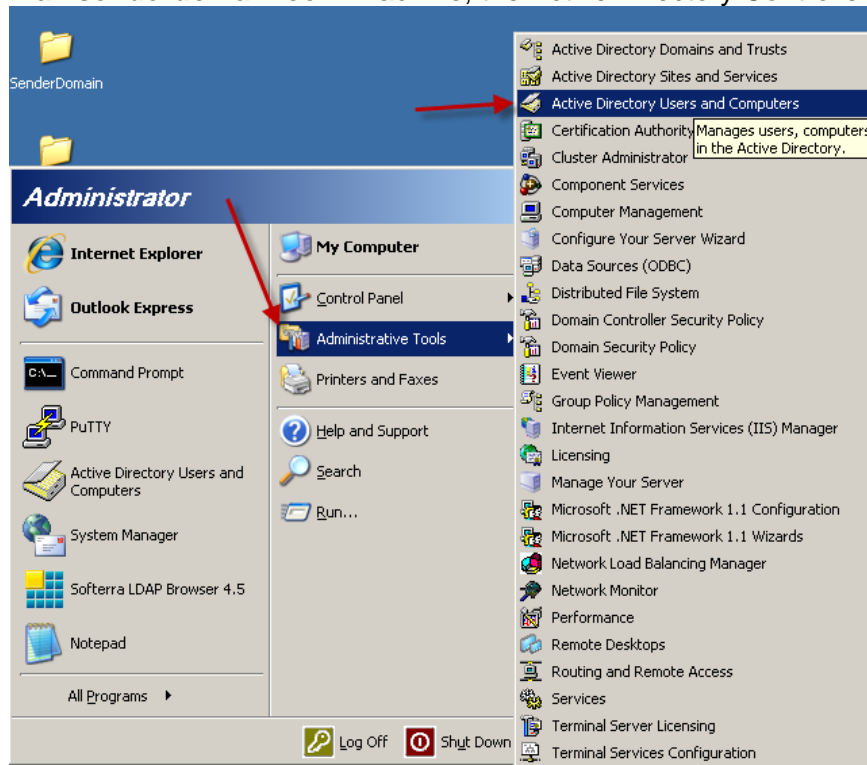 SenderDomain
Administrator
Internet Explorer
Outlook Express
Command Prompt
PuTTY
Active Directory Users and
Computers
System Manager
Softerra LDAP Browser 4.5
Notepad
All Programs
My Computer
Control Panel
Administrative Tools
Printers and Faxes
Help and Support
Search
Run...
Log Off
Shut Down
Active Directory Domains and Trusts
Active Directory Sites and Services
Active Directory Users and Computers
Certification Authority
Manages users, computers
in the Active Directory.
Cluster Administrator
Component Services
Computer Management
Configure Your Server Wizard
Data Sources (ODBC)
Distributed File System
Domain Controller Security Policy
Domain Security Policy
Event Viewer
Group Policy Management
Internet Information Services (IIS) Manager
Licensing
Manage Your Server
Microsoft .NET Framework 1.1 Configuration
Microsoft .NET Framework 1.1 Wizards
Network Load Balancing Manager
Network Monitor
Performance
Remote Desktops
Routing and Remote Access
Services
Terminal Server Licensing
Terminal Services Configuration